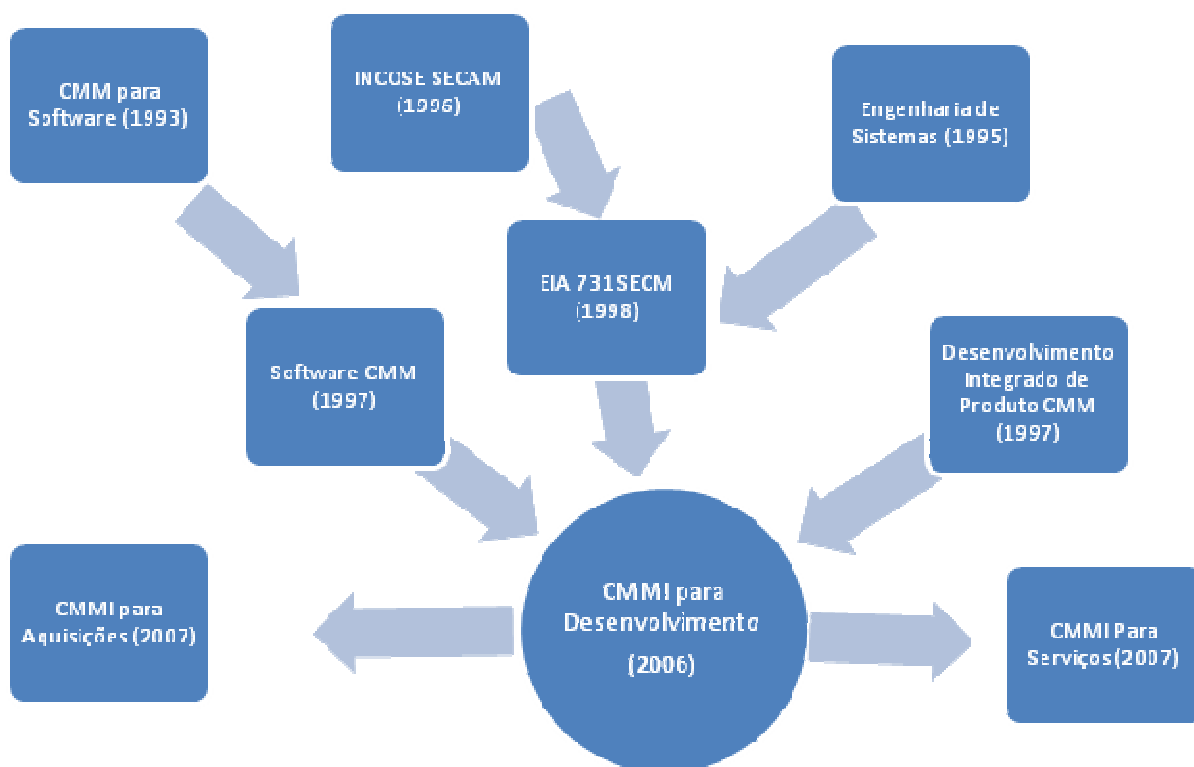 CMM para
Software (1993)
INCOSE SECAM
(1996)
Engenharia de
Sistemas (1995)
EIA 731SECM
(1998)
Software CMM
(1997)
Desenvolvimento
Integrado de
Produto CMM
(1997)
CMMI para
Aquisições (2007)
CMMI para
Desenvolvimento
(2006)
CMMI Para
Serviços (2007)